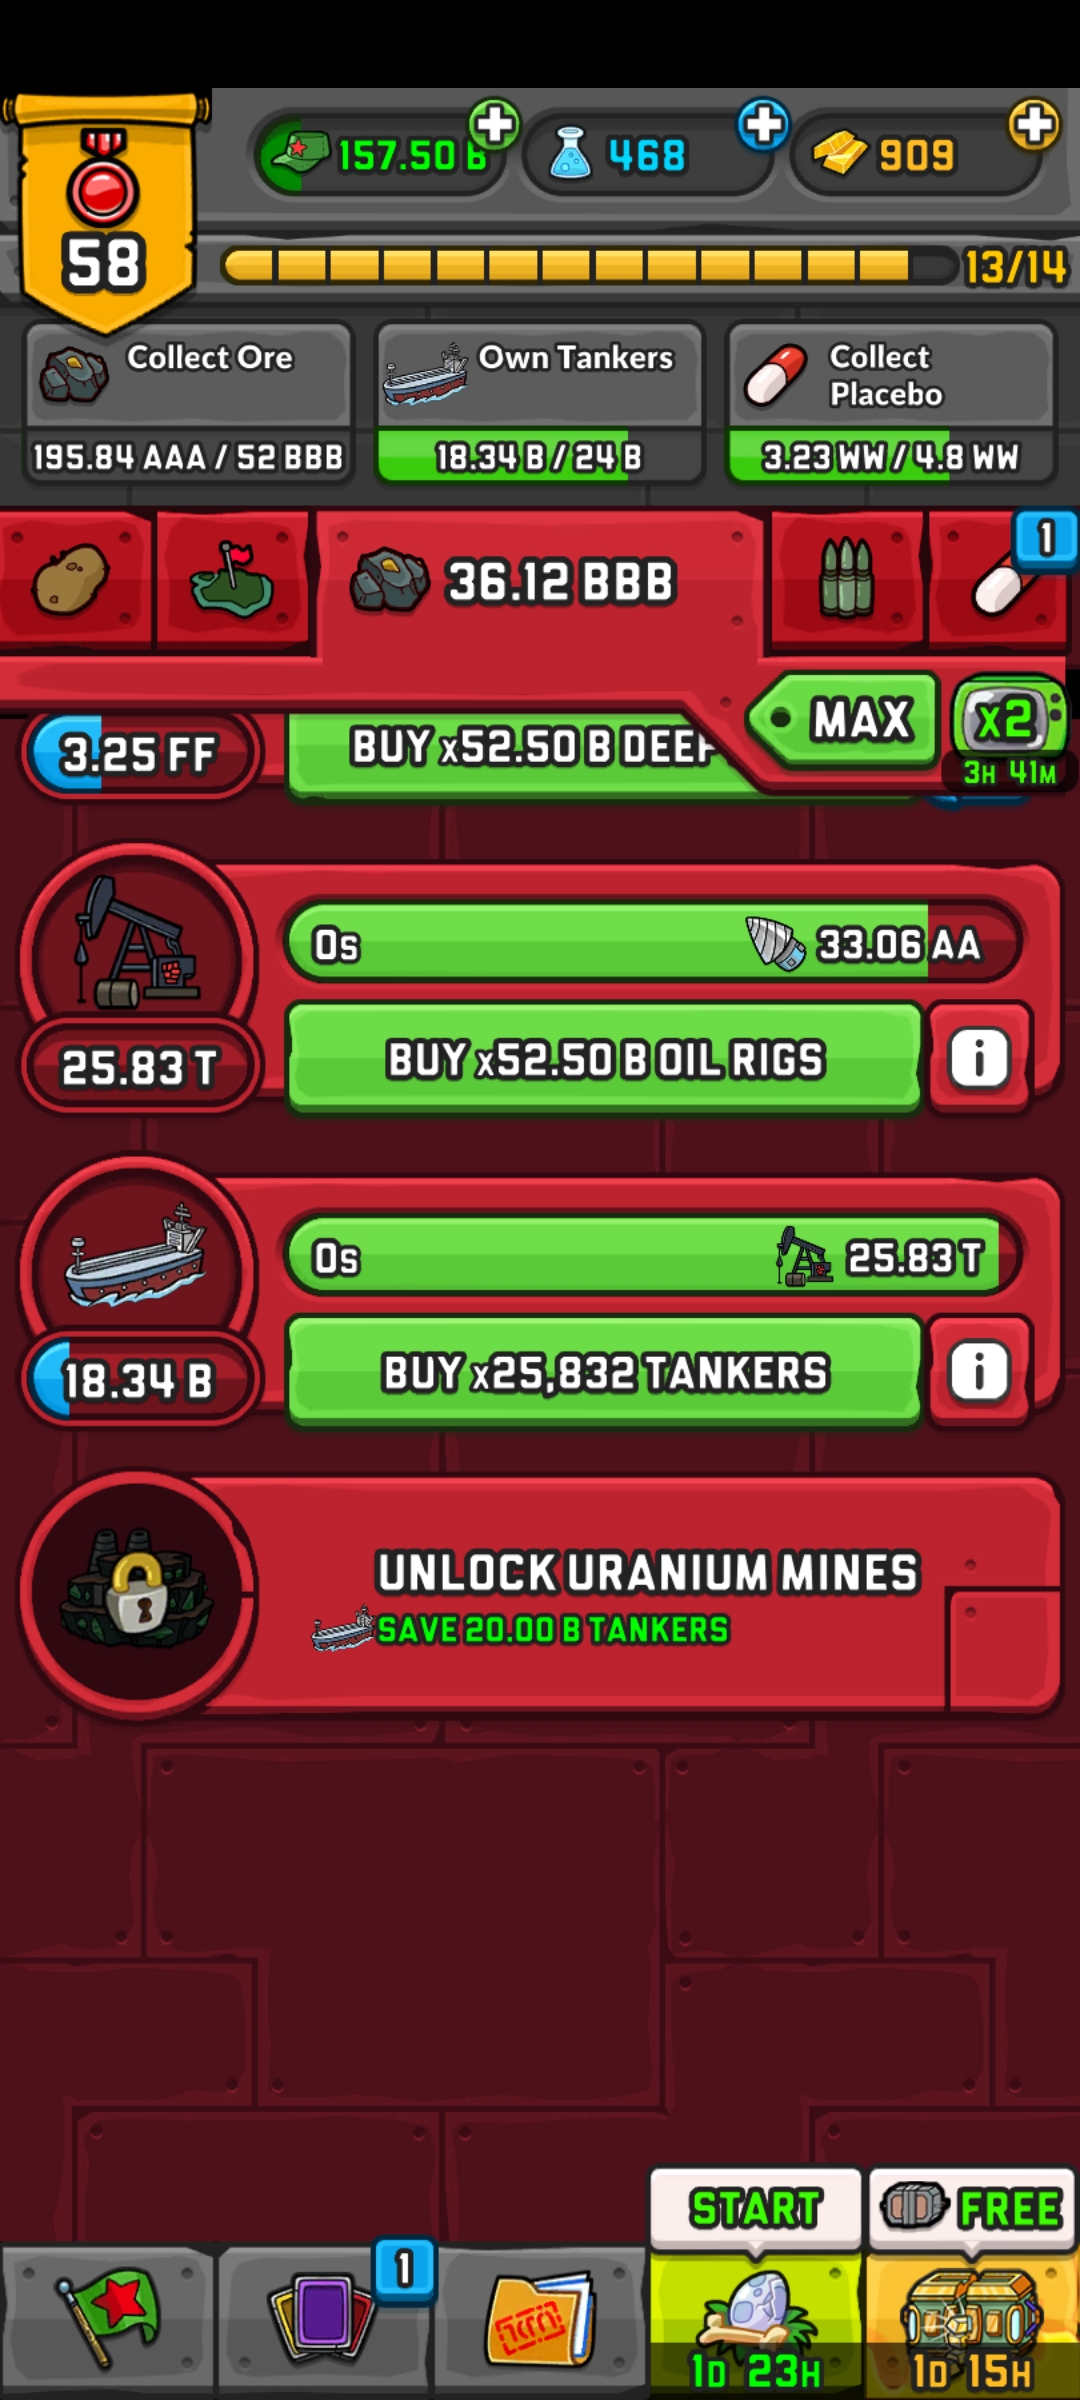 157.50 B
468
909
58
13/14
Collect Ore
195.84 AAA / 52 BBB
Own Tankers
18.34 B / 24 B
Collect
Placebo
3.23 WW / 4.8 WW
1
36.12 BBB
MAX
x2
3H 41M
3.25 FF
BUY x52.50 B DEEP
0s
33.06 AA
25.83 T
BUY x52.50 B OIL RIGS
i
0s
25.83 T
18.34 B
BUY x25,832 TANKERS
i
UNLOCK URANIUM MINES
SAVE 20.00 B TANKERS
START
FREE
1
1D 23H
1D 15H